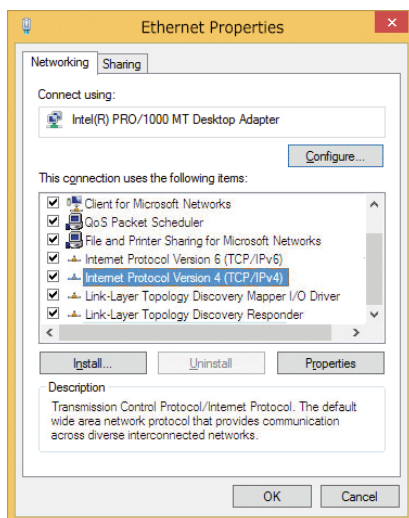 Ethernet Properties
Networking
Sharing
Connect using:
Intel(R) PRO/1000 MT Desktop Adapter
Configure...
This connection uses the following items:
Client for Microsoft Networks
QoS Packet Scheduler
File and Printer Sharing for Microsoft Networks
Internet Protocol Version 6 (TCP/IPv6)
Internet Protocol Version 4 (TCP/IPv4)
Link-Layer Topology Discovery Mapper I/O Driver
Link-Layer Topology Discovery Responder
Install...
Uninstall
Properties
Description
Transmission Control Protocol/Internet Protocol. The default
wide area network protocol that provides communication
across diverse interconnected networks.
OK
Cancel